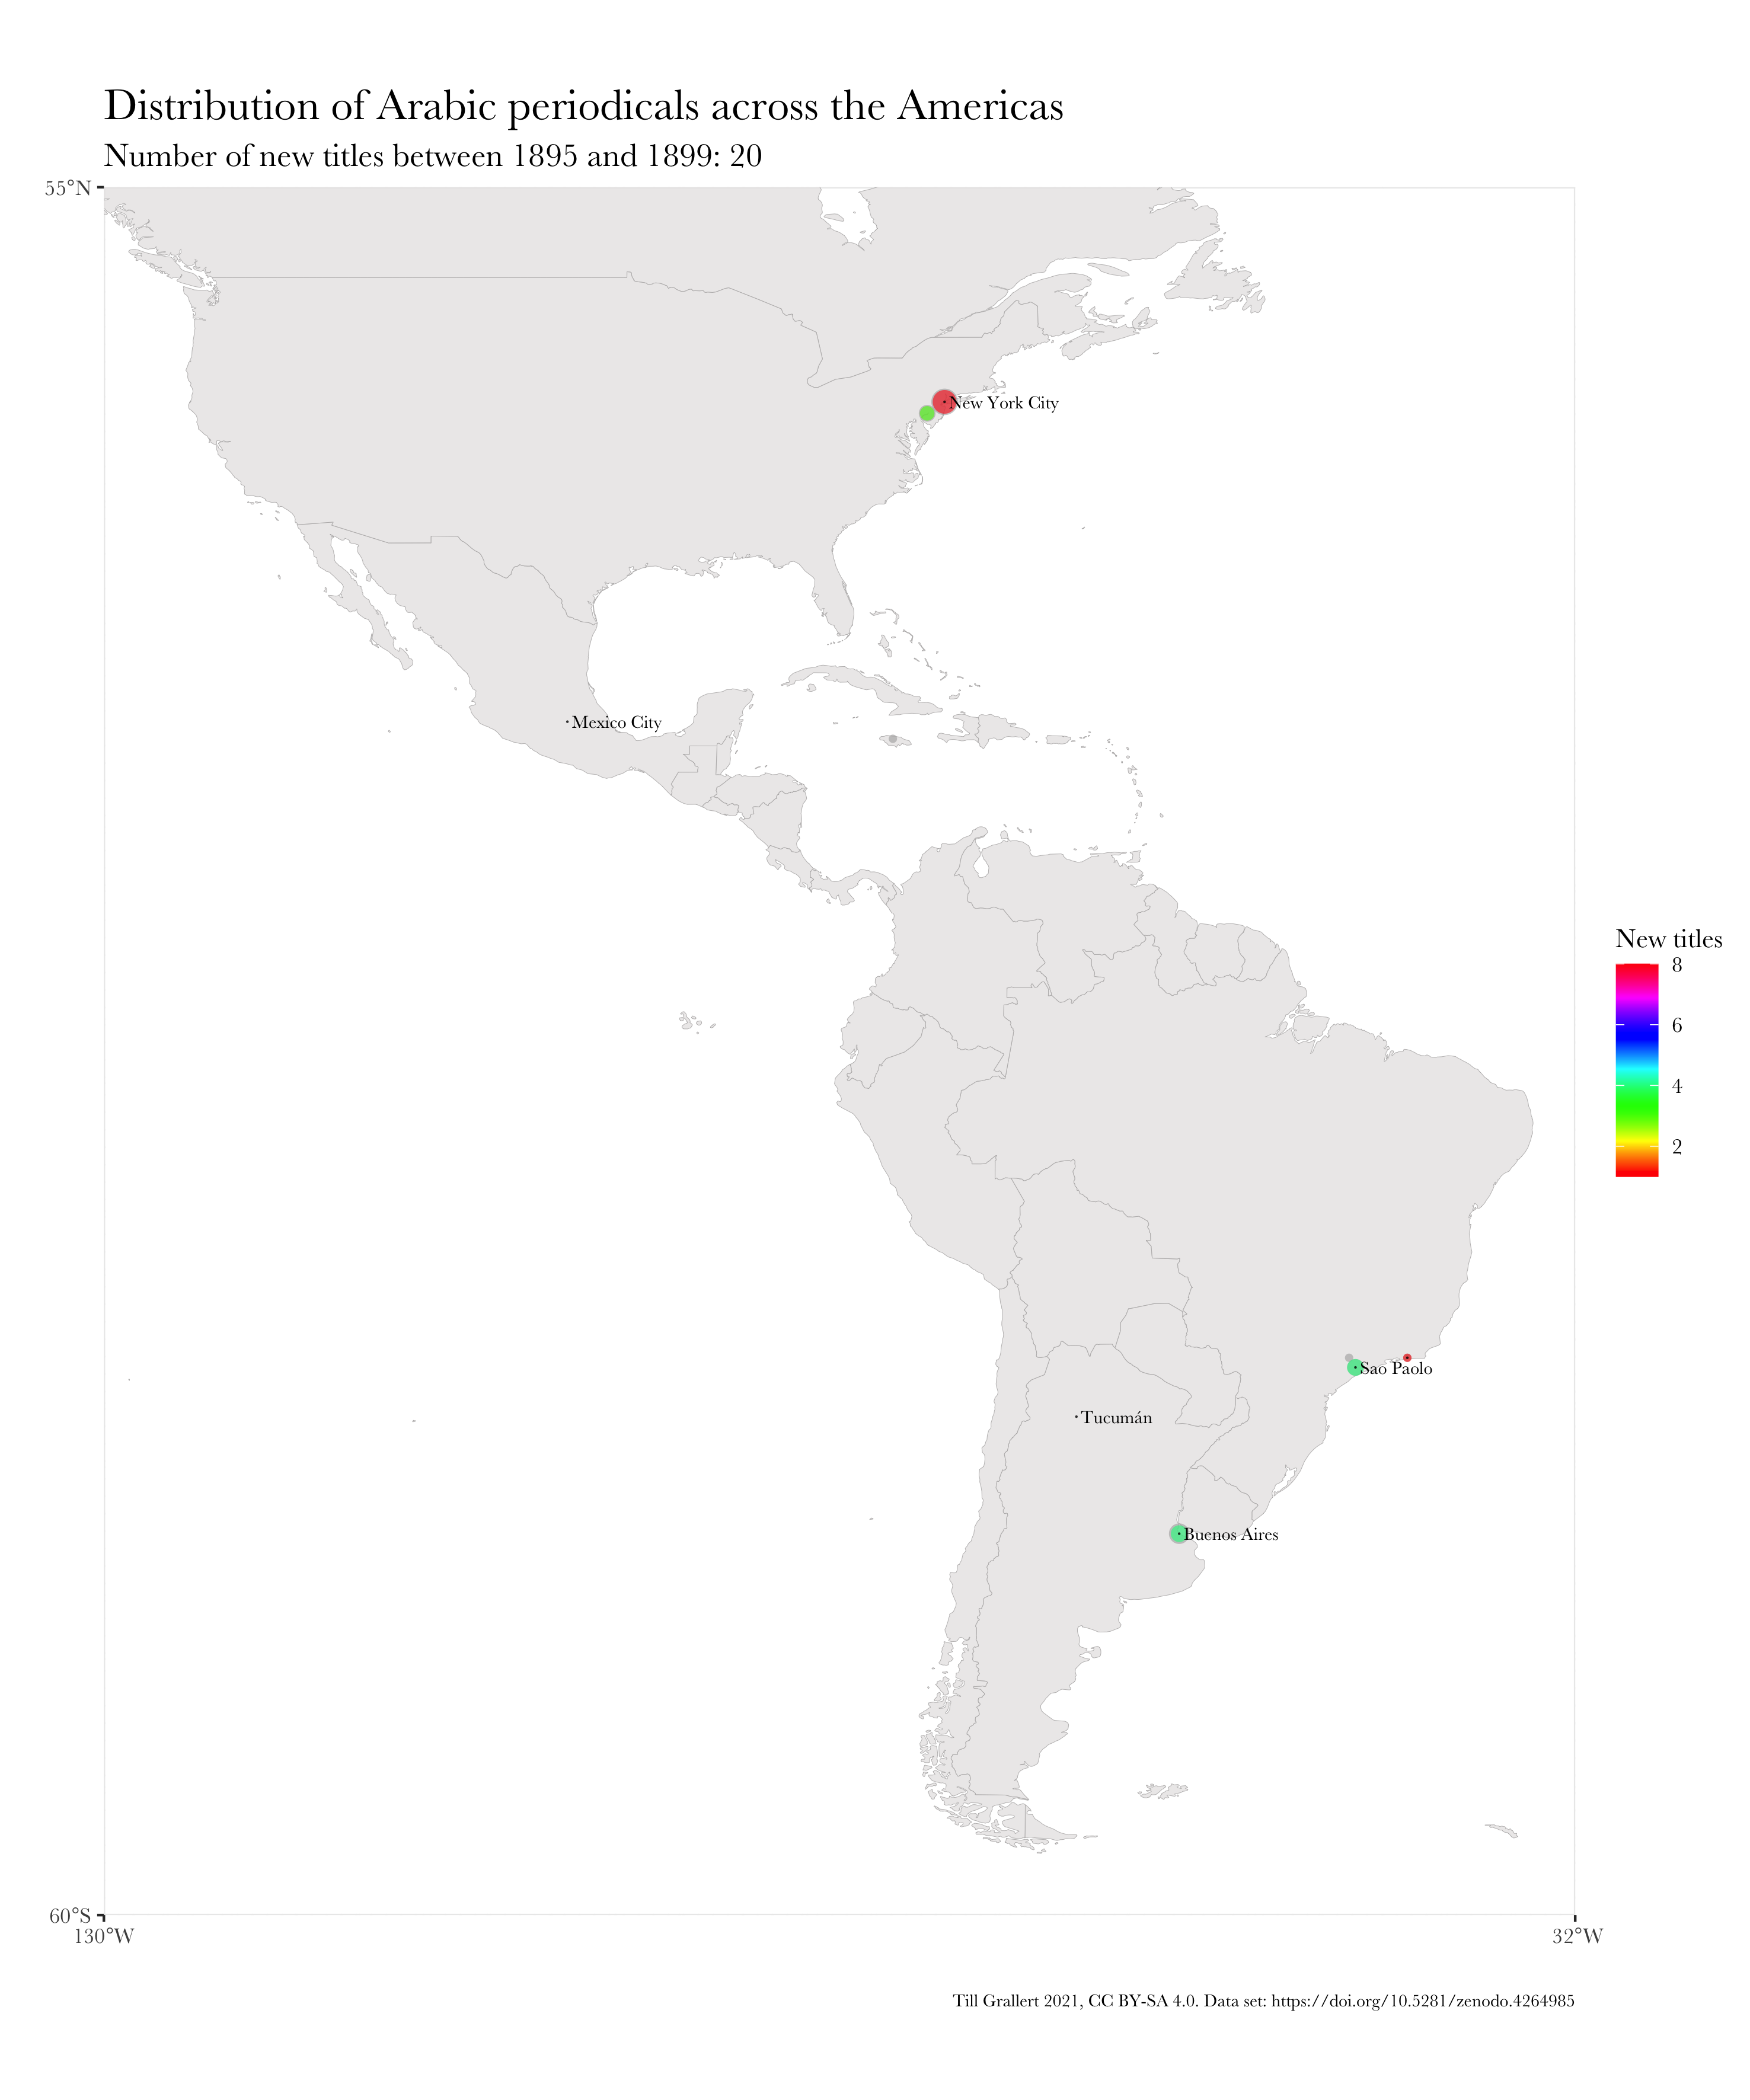 Distribution of Arabic periodicals across the Americas
Number of new titles between 1895 and 1899: 20
55°N
New York City
Mexico City
New titles
8
6
4
2
Sao Paolo
Tucumán
Buenos Aires
60°S
130°W
32°W
Till Grallert 2021, CC BY-SA 4.0. Data set: https://doi.org/10.5281/zenodo.4264985